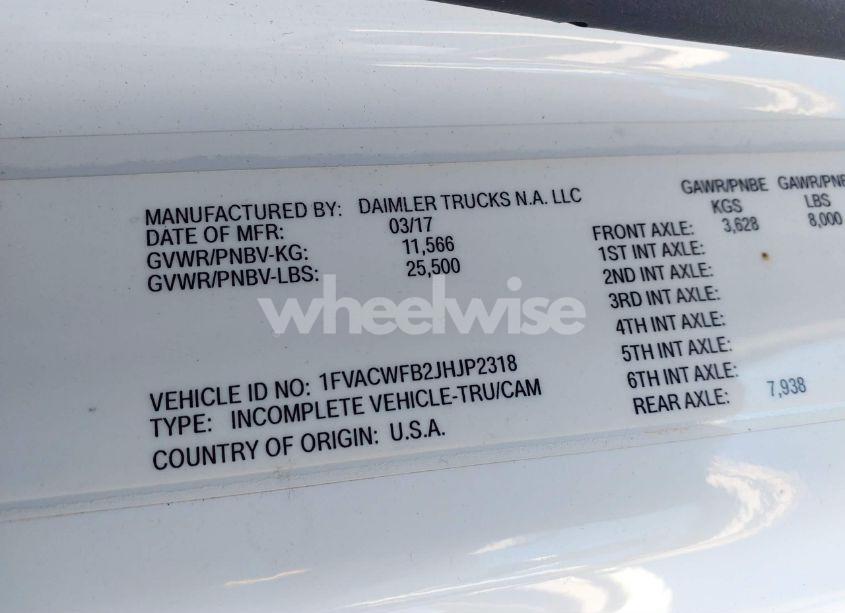 MANUFACTURED BY: DAIMLER TRUCKS N.A. LLC
DATE OF MFR: 03/17
GVWR/PNBV-KG: 11,566
GVWR/PNBV-LBS: 25,500
VEHICLE ID NO: 1FVACWFB2JHJP2318
TYPE: INCOMPLETE VEHICLE-TRU/CAM
COUNTRY OF ORIGIN: U.S.A.
GAWR/PNBE GAWR/PNB
KGS LBS
FRONT AXLE: 3,628 8,000
1ST INT AXLE:
2ND INT AXLE:
3RD INT AXLE:
4TH INT AXLE:
5TH INT AXLE:
6TH INT AXLE:
REAR AXLE: 7,938
wheelwise